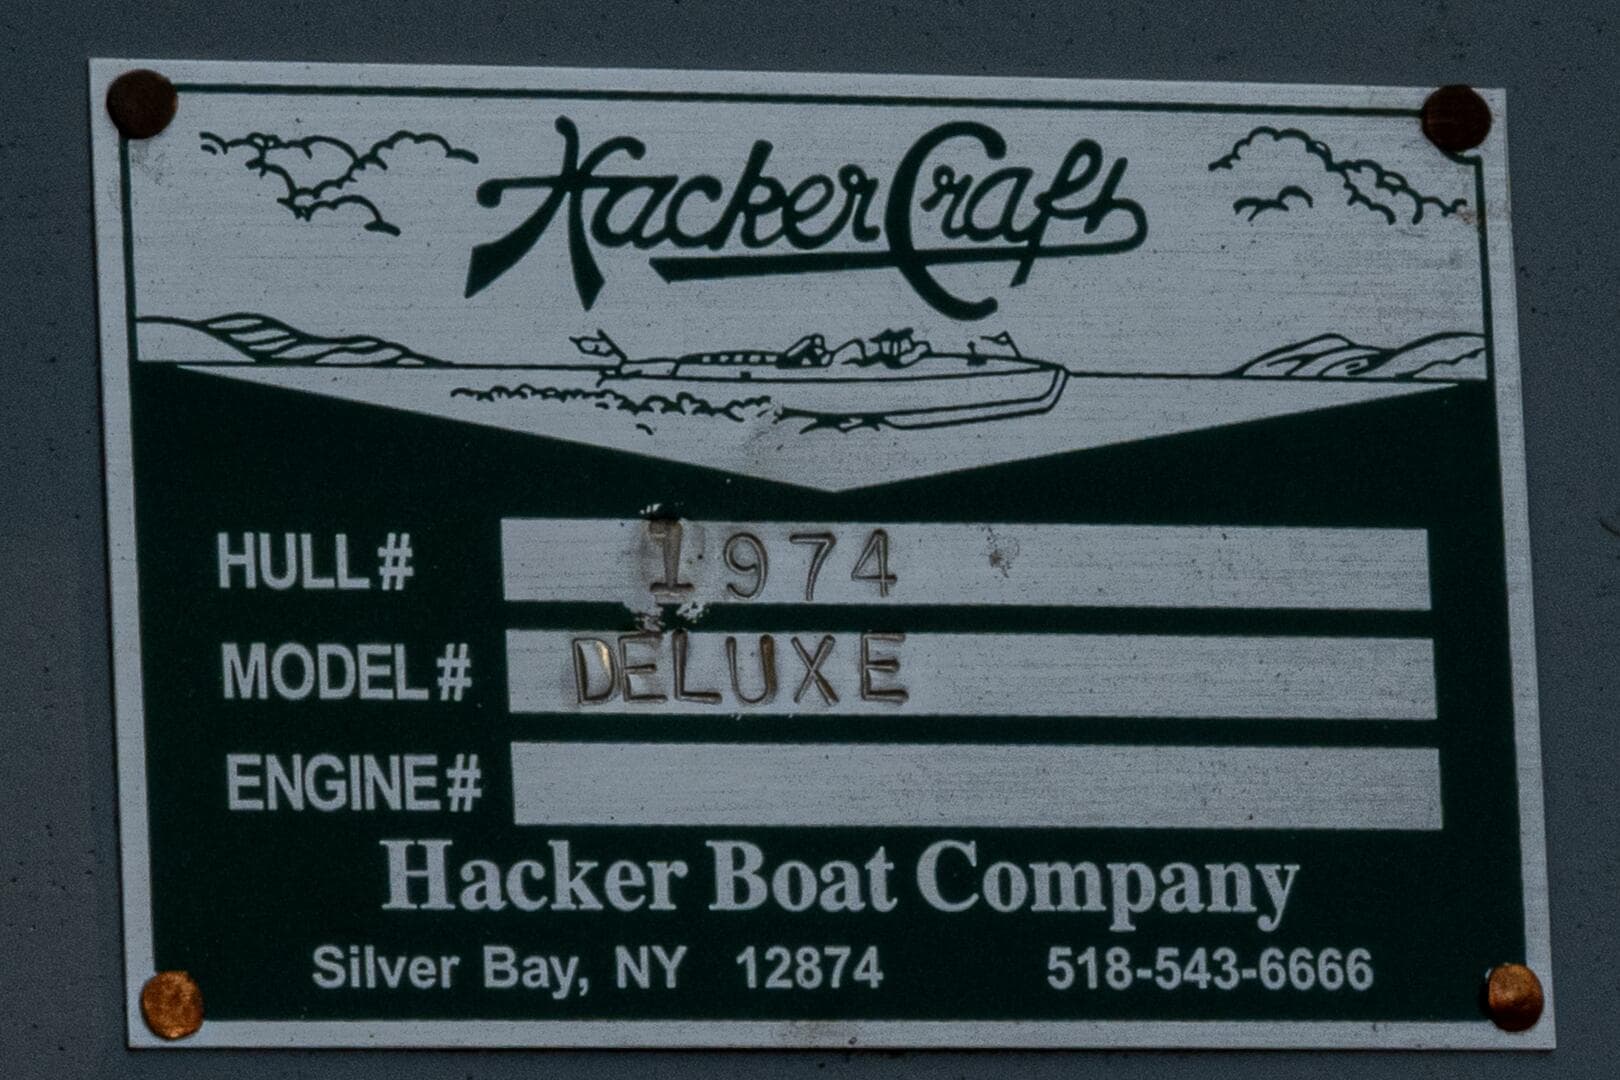 HackerCraft
HULL# 1974
MODEL# DELUXE
ENGINE#
Hacker Boat Company
Silver Bay, NY 12874 518-543-6666